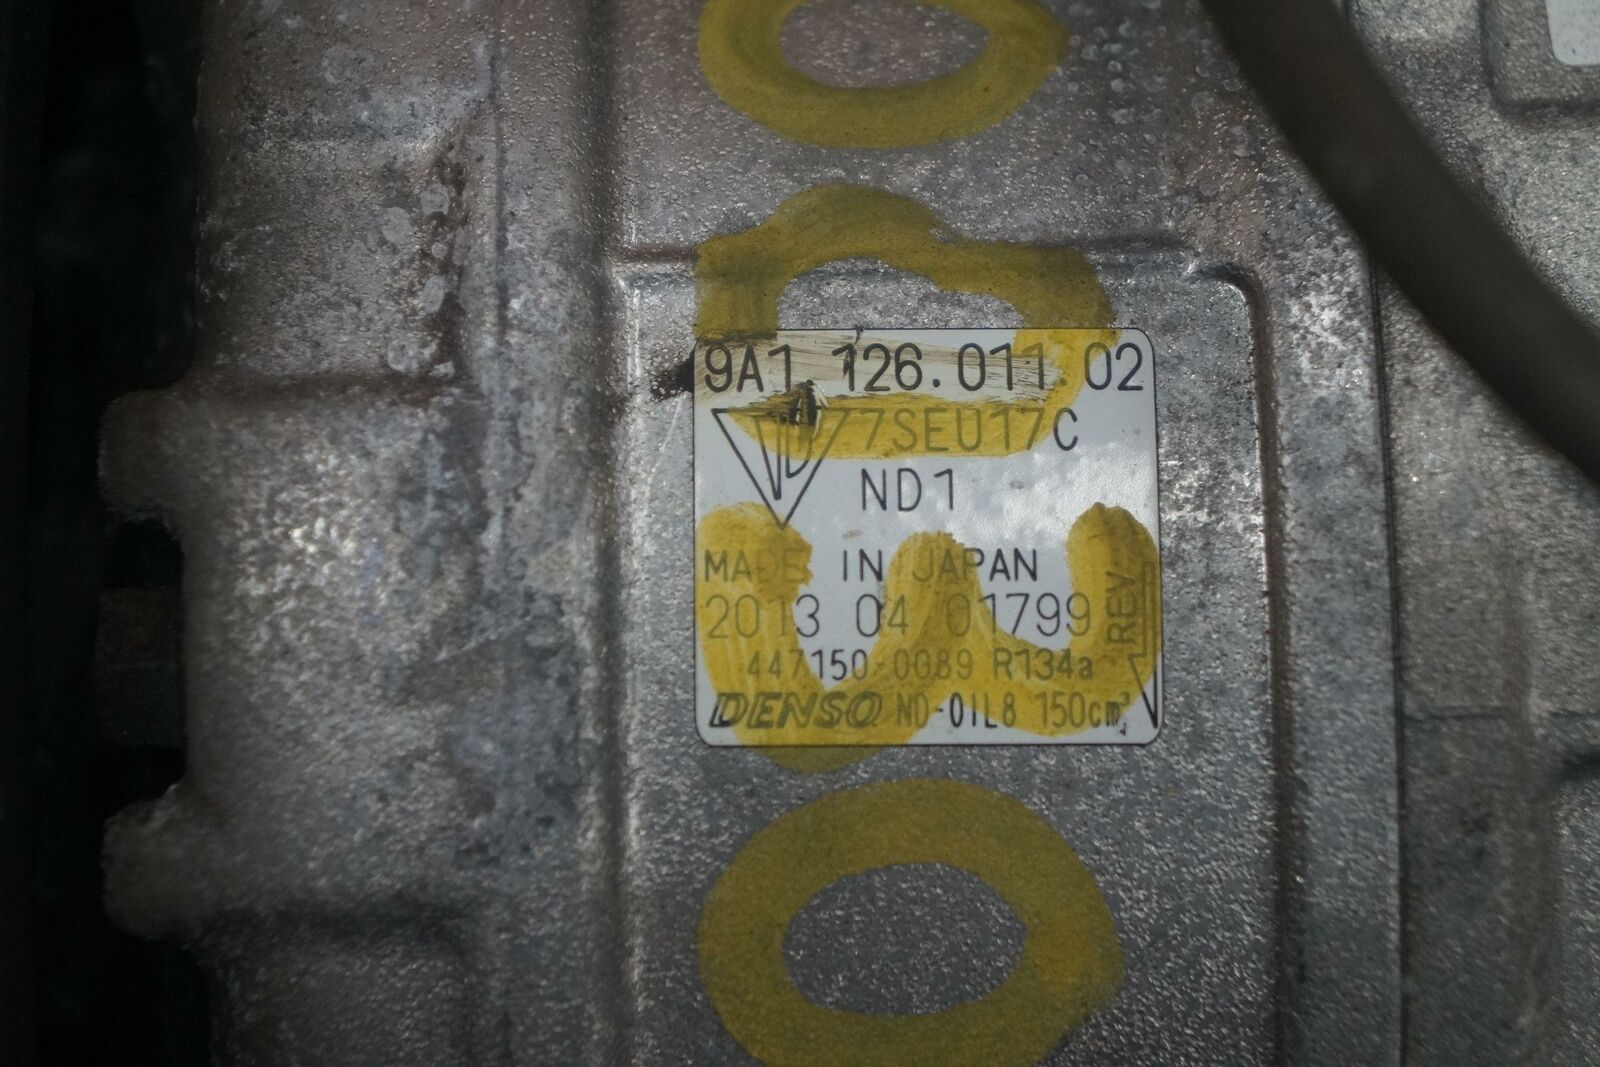 9A1 126.011 02
7SEU17C
ND1
MADE IN JAPAN
2013 04 01799
REV
447150-0089 R134a
DENSO ND-OIL8 150cm³